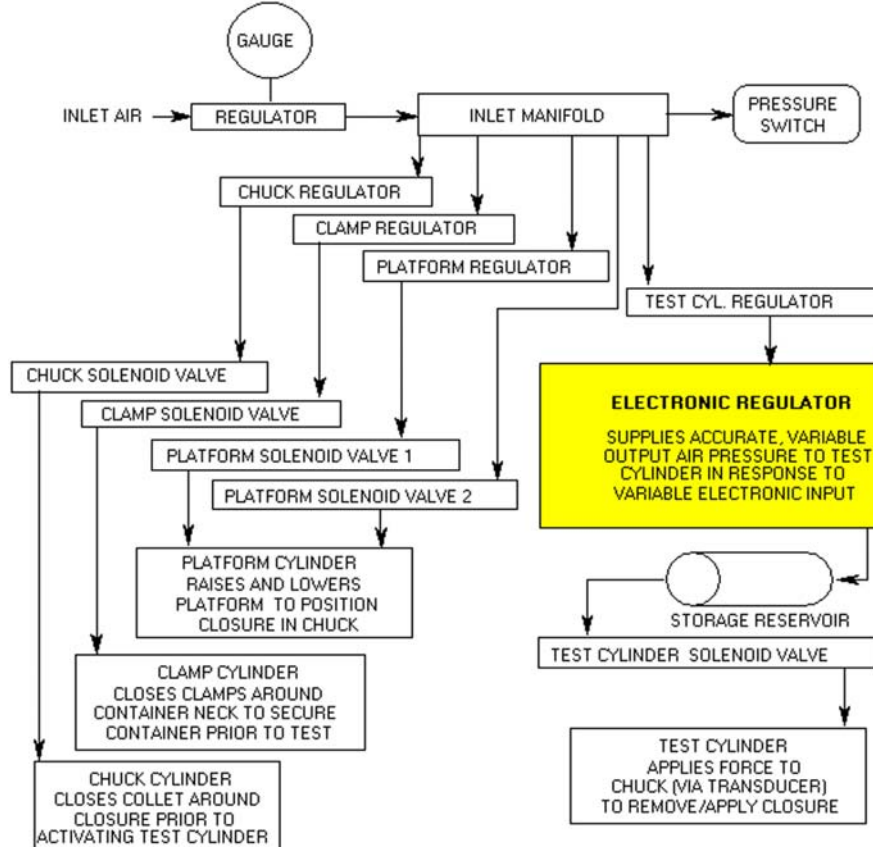 GAUGE
INLET AIR
REGULATOR
INLET MANIFOLD
PRESSURE
SWITCH
CHUCK REGULATOR
CLAMP REGULATOR
PLATFORM REGULATOR
TEST CYL. REGULATOR
CHUCK SOLENOID VALVE
CLAMP SOLENOID VALVE
PLATFORM SOLENOID VALVE 1
PLATFORM SOLENOID VALVE 2
ELECTRONIC REGULATOR
SUPPLIES ACCURATE, VARIABLE
OUTPUT AIR PRESSURE TO TEST
CYLINDER IN RESPONSE TO
VARIABLE ELECTRONIC INPUT
PLATFORM CYLINDER
RAISES AND LOWERS
PLATFORM TO POSITION
CLOSURE IN CHUCK
STORAGE RESERVOIR
TEST CYLINDER SOLENOID VALVE
CLAMP CYLINDER
CLOSES CLAMPS AROUND
CONTAINER NECK TO SECURE
CONTAINER PRIOR TO TEST
TEST CYLINDER
APPLIES FORCE TO
CHUCK (VIA TRANSDUCER)
TO REMOVE/APPLY CLOSURE
CHUCK CYLINDER
CLOSES COLLET AROUND
CLOSURE PRIOR TO
ACTIVATING TEST CYLINDER